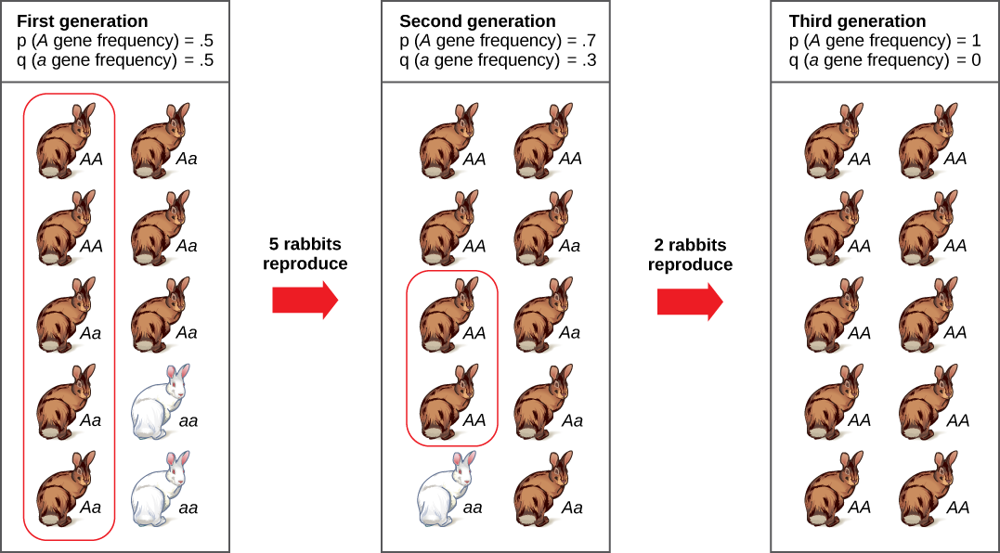 First generation
p (A gene frequency) = .5
q (a gene frequency) = .5
AA
Aa
AA
Aa
Aa
Aa
Aa
aa
Aa
aa
5 rabbits
reproduce
Second generation
p (A gene frequency) = .7
q (a gene frequency) = .3
AA
AA
AA
Aa
AA
Aa
AA
Aa
aa
Aa
2 rabbits
reproduce
Third generation
p (A gene frequency) = 1
q (a gene frequency) = 0
AA
AA
AA
AA
AA
AA
AA
AA
AA
AA